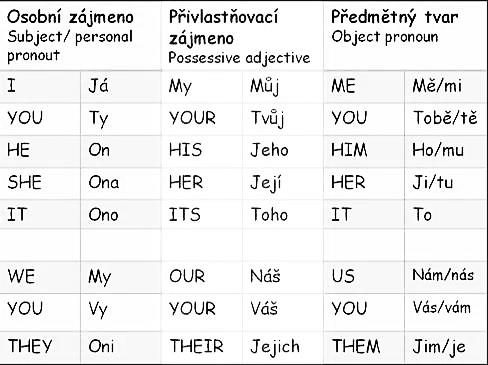 Osobní zájmeno Přivlastňovací zájmeno Předmětný tvar
Subject/ personal pronout Possessive adjective Object pronoun
I Já My Můj ME Mě/mi
YOU Ty YOUR Tvůj YOU Tobě/tě
HE On HIS Jeho HIM Ho/mu
SHE Ona HER Její HER Ji/tu
IT Ono ITS Toho IT To
WE My OUR Náš US Nám/nás
YOU Vy YOUR Váš YOU Vás/vám
THEY Oni THEIR Jejich THEM Jim/je